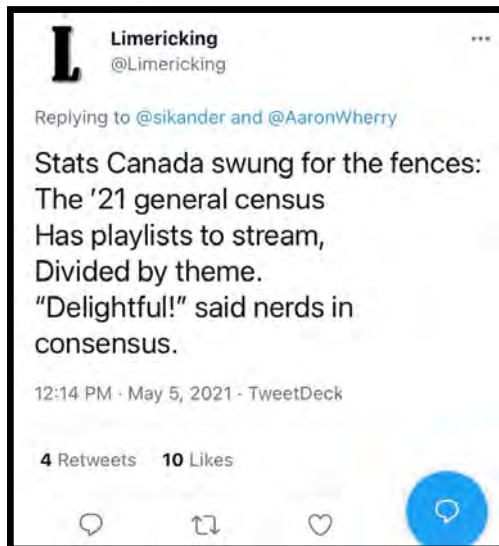 L
Limericking
@Limericking
Replying to @sikander and @AaronWherry
Stats Canada swung for the fences:
The ’21 general census
Has playlists to stream,
Divided by theme.
“Delightful!” said nerds in
consensus.
12:14 PM · May 5, 2021 · TweetDeck
4 Retweets 10 Likes